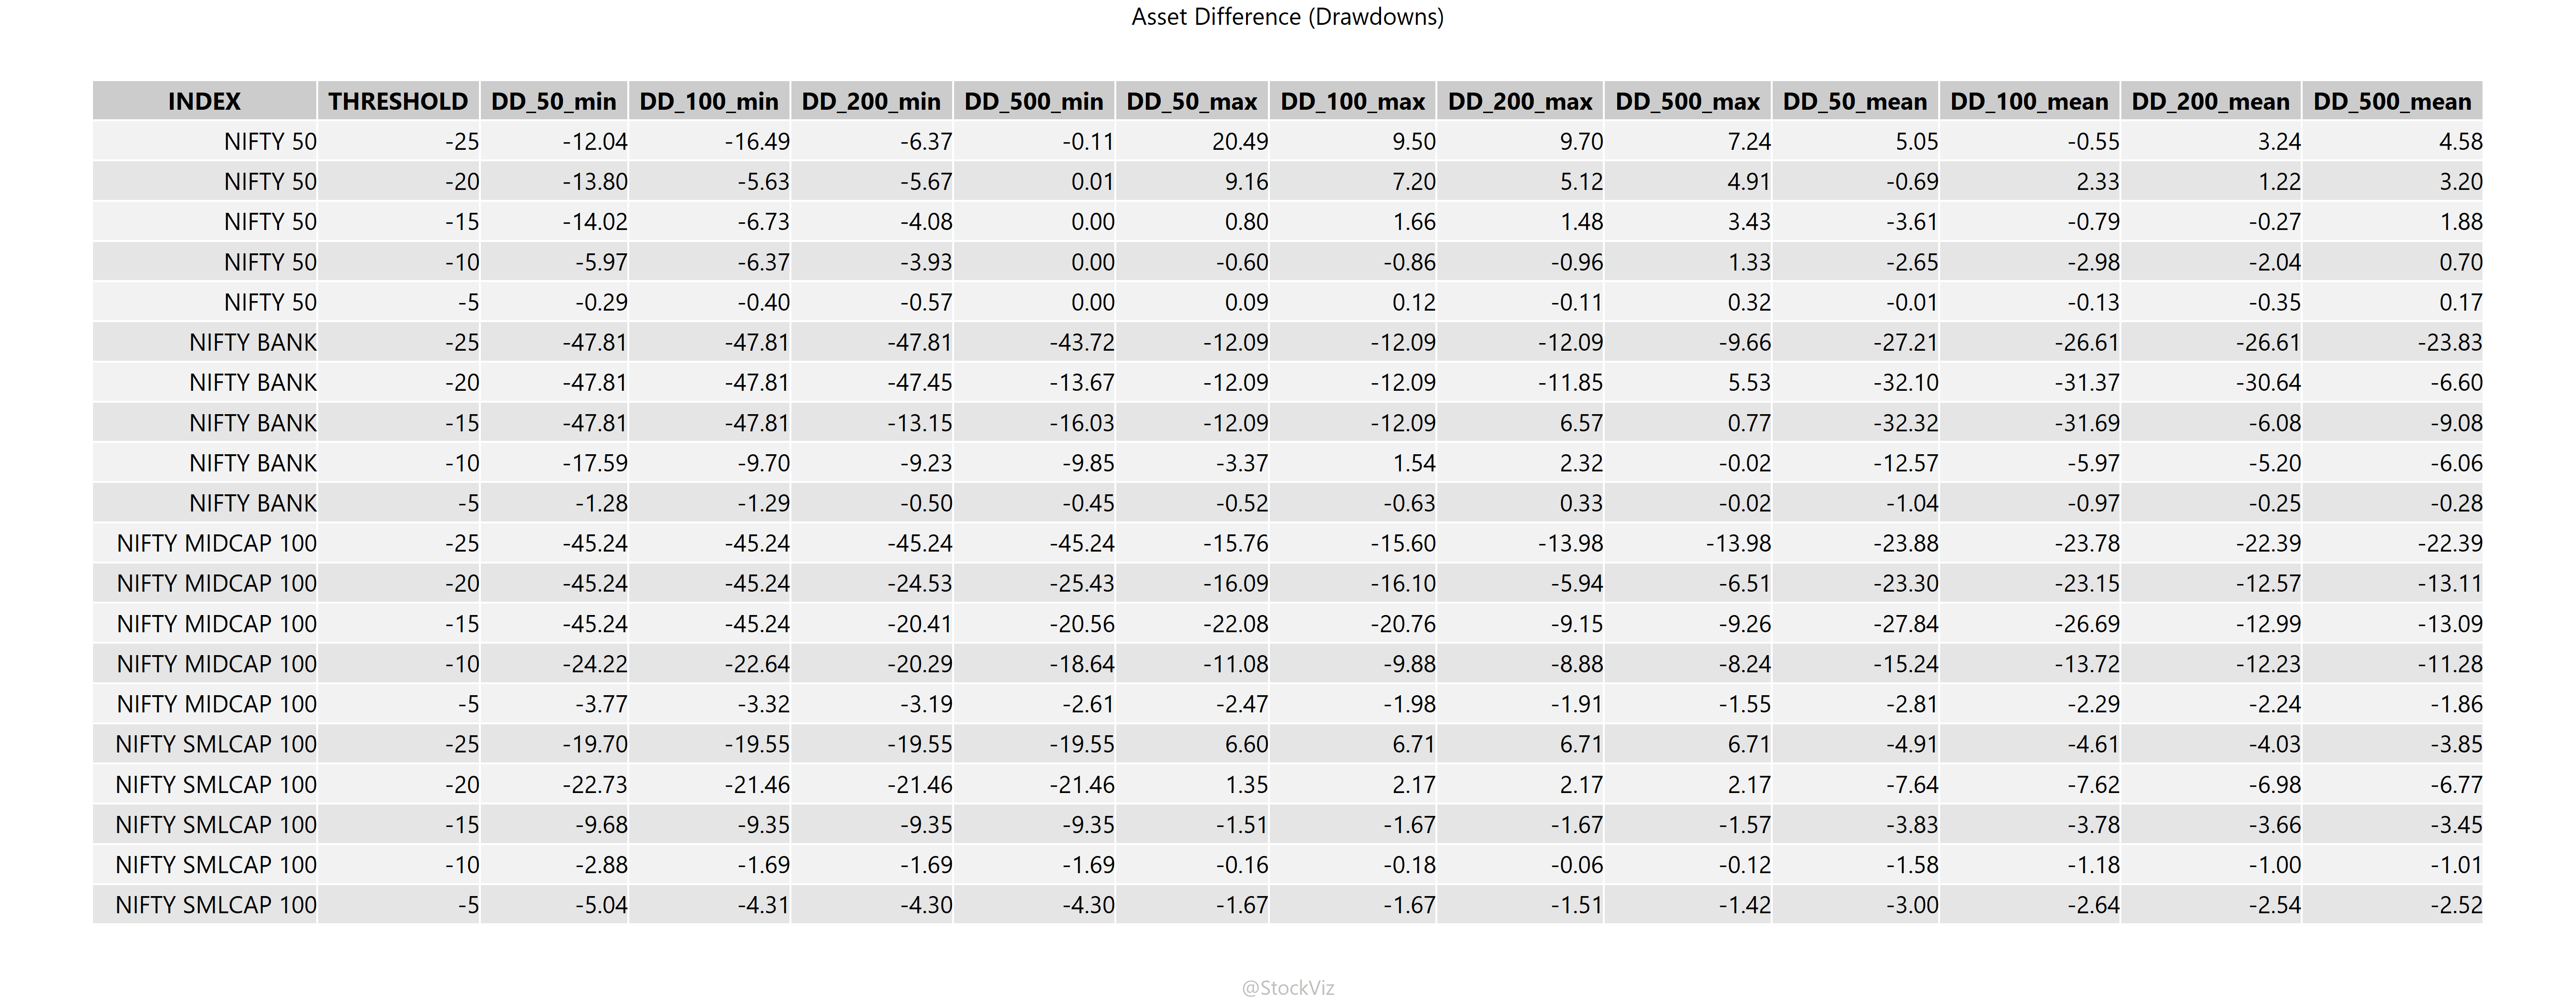 Asset Difference (Drawdowns)
INDEX THRESHOLD DD_50_min DD_100_min DD_200_min DD_500_min DD_50_max DD_100_max DD_200_max DD_500_max DD_50_mean DD_100_mean DD_200_mean DD_500_mean
NIFTY 50 -25 -12.04 -16.49 -6.37 -0.11 20.49 9.50 9.70 7.24 5.05 -0.55 3.24 4.58
NIFTY 50 -20 -13.80 -5.63 -5.67 0.01 9.16 7.20 5.12 4.91 -0.69 2.33 1.22 3.20
NIFTY 50 -15 -14.02 -6.73 -4.08 0.00 0.80 1.66 1.48 3.43 -3.61 -0.79 -0.27 1.88
NIFTY 50 -10 -5.97 -6.37 -3.93 0.00 -0.60 -0.86 -0.96 1.33 -2.65 -2.98 -2.04 0.70
NIFTY 50 -5 -0.29 -0.40 -0.57 0.00 0.09 0.12 -0.11 0.32 -0.01 -0.13 -0.35 0.17
NIFTY BANK -25 -47.81 -47.81 -47.81 -43.72 -12.09 -12.09 -12.09 -9.66 -27.21 -26.61 -26.61 -23.83
NIFTY BANK -20 -47.81 -47.81 -47.45 -13.67 -12.09 -12.09 -11.85 5.53 -32.10 -31.37 -30.64 -6.60
NIFTY BANK -15 -47.81 -47.81 -13.15 -16.03 -12.09 -12.09 6.57 0.77 -32.32 -31.69 -6.08 -9.08
NIFTY BANK -10 -17.59 -9.70 -9.23 -9.85 -3.37 1.54 2.32 -0.02 -12.57 -5.97 -5.20 -6.06
NIFTY BANK -5 -1.28 -1.29 -0.50 -0.45 -0.52 -0.63 0.33 -0.02 -1.04 -0.97 -0.25 -0.28
NIFTY MIDCAP 100 -25 -45.24 -45.24 -45.24 -45.24 -15.76 -15.60 -13.98 -13.98 -23.88 -23.78 -22.39 -22.39
NIFTY MIDCAP 100 -20 -45.24 -45.24 -24.53 -25.43 -16.09 -16.10 -5.94 -6.51 -23.30 -23.15 -12.57 -13.11
NIFTY MIDCAP 100 -15 -45.24 -45.24 -20.41 -20.56 -22.08 -20.76 -9.15 -9.26 -27.84 -26.69 -12.99 -13.09
NIFTY MIDCAP 100 -10 -24.22 -22.64 -20.29 -18.64 -11.08 -9.88 -8.88 -8.24 -15.24 -13.72 -12.23 -11.28
NIFTY MIDCAP 100 -5 -3.77 -3.32 -3.19 -2.61 -2.47 -1.98 -1.91 -1.55 -2.81 -2.29 -2.24 -1.86
NIFTY SMLCAP 100 -25 -19.70 -19.55 -19.55 -19.55 6.60 6.71 6.71 6.71 -4.91 -4.61 -4.03 -3.85
NIFTY SMLCAP 100 -20 -22.73 -21.46 -21.46 -21.46 1.35 2.17 2.17 2.17 -7.64 -7.62 -6.98 -6.77
NIFTY SMLCAP 100 -15 -9.68 -9.35 -9.35 -9.35 -1.51 -1.67 -1.67 -1.57 -3.83 -3.78 -3.66 -3.45
NIFTY SMLCAP 100 -10 -2.88 -1.69 -1.69 -1.69 -0.16 -0.18 -0.06 -0.12 -1.58 -1.18 -1.00 -1.01
NIFTY SMLCAP 100 -5 -5.04 -4.31 -4.30 -4.30 -1.67 -1.67 -1.51 -1.42 -3.00 -2.64 -2.54 -2.52
@StockViz